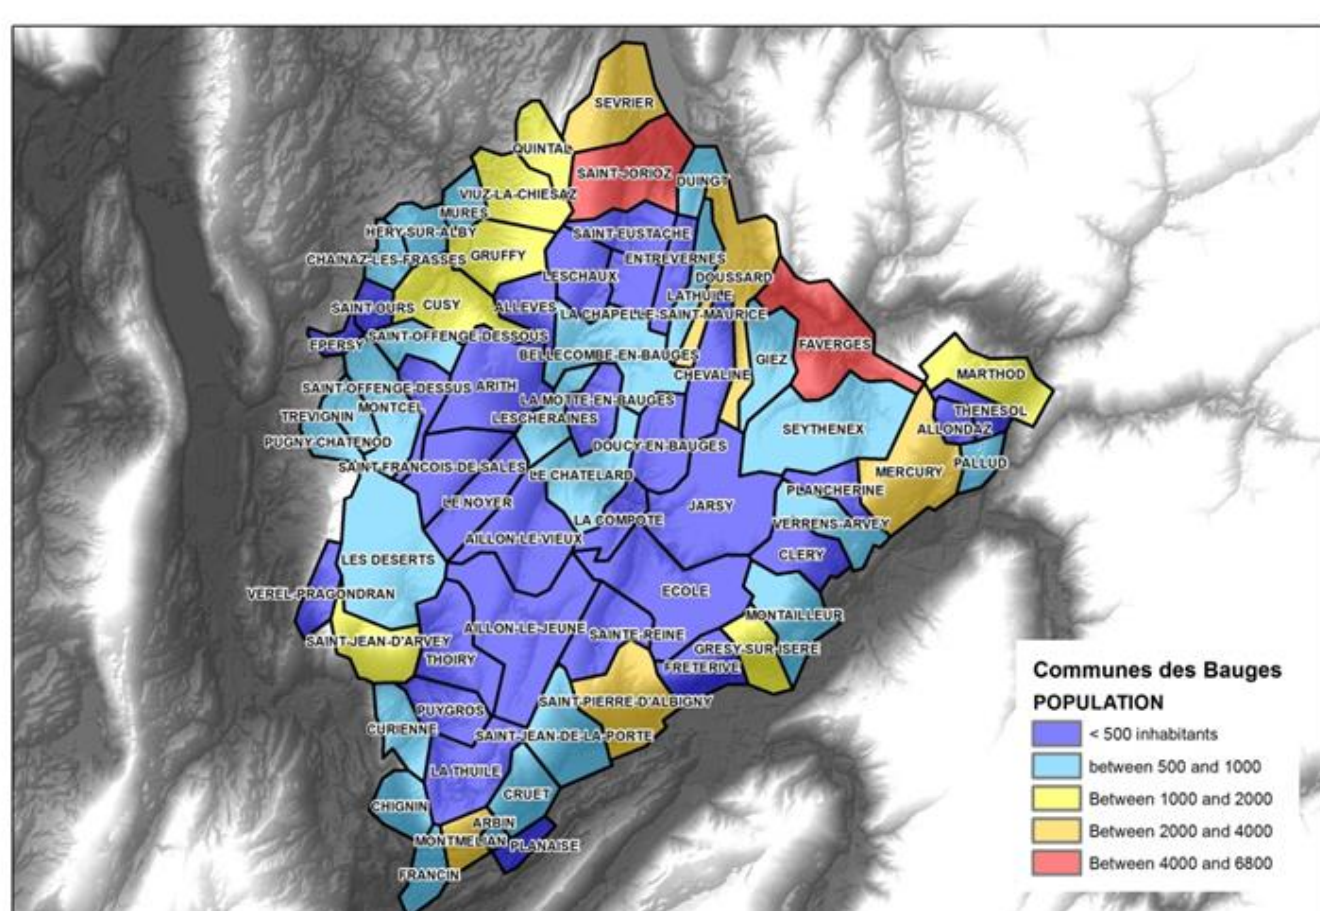 SEVRIER
QUINTAL
SAINT-JORIOZ
DUINGT
VIUZ-LA-CHIESAZ
MURES
HERY-SUR-ALBY
SAINT-EUSTACHE
GRUFFY
CHAINAZ-LES-FRASSES
ENTREVERNES
LESCHAUX
DOUSSARD
LATHUILE
SAINT-OURS
CUSY
ALLEVES
LA CHAPELLE-SAINT-MAURICE
EPERSY
SAINT-OFFENGE-DESSOUS
FAVERGES
BELLECOMBE-EN-BAUGES
GIEZ
CHEVALINE
MARTHOD
SAINT-OFFENGE-DESSUS
ARITH
LA MOTTE-EN-BAUGES
MONTCEL
TREVIGNIN
LESCHERAINES
THENESOL
ALLONDAZ
SEYTHENEX
PUGNY-CHATENOD
DOUCY-EN-BAUGES
PALLUD
SAINT-FRANCOIS-DE-SALES
LE CHATELARD
MERCURY
PLANCHERINE
LE NOYER
JARSY
LA COMPOTE
VERRENS-ARVEY
AILLON-LE-VIEUX
CLERY
LES DESERTS
VEREL-PRAGONDRAN
ECOLE
MONTAILLEUR
AILLON-LE-JEUNE
SAINTE-REINE
SAINT-JEAN-D'ARVEY
GRESY-SUR-ISERE
THOIRY
FRETERIVE
SAINT-PIERRE-D'ALBIGNY
PUYGROS
CURIENNE
SAINT-JEAN-DE-LA-PORTE
LA THUILE
CRUET
CHIGNIN
ARBIN
MONTMELIAN
PLANAISE
FRANCIN
Communes des Bauges
POPULATION
< 500 inhabitants
between 500 and 1000
Between 1000 and 2000
Between 2000 and 4000
Between 4000 and 6800